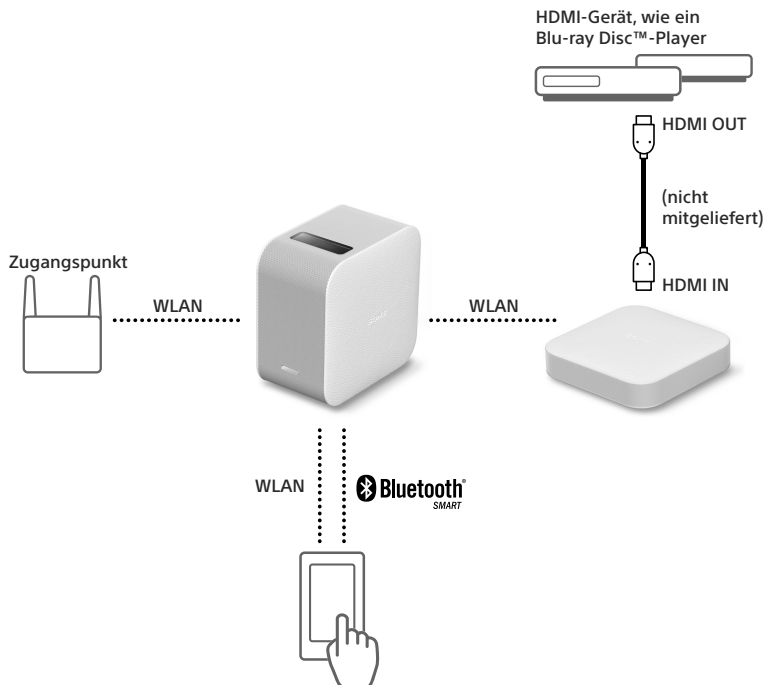 HDMI-Gerät, wie ein
Blu-ray Disc™-Player
HDMI OUT
(nicht
mitgeliefert)
HDMI IN
Zugangspunkt
WLAN
WLAN
WLAN
Bluetooth®
SMART